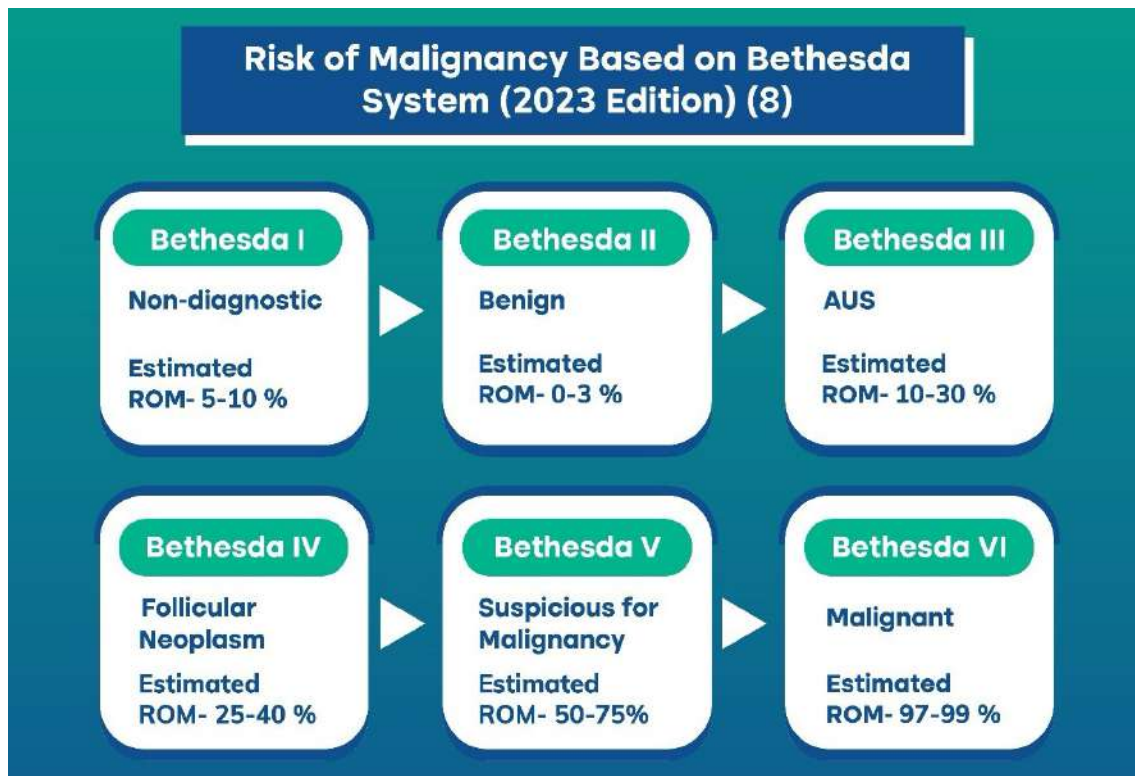 Risk of Malignancy Based on Bethesda
System (2023 Edition) (8)
Bethesda I
Non-diagnostic
Estimated
ROM- 5-10 %
Bethesda II
Benign
Estimated
ROM- 0-3 %
Bethesda III
AUS
Estimated
ROM- 10-30 %
Bethesda IV
Follicular
Neoplasm
Estimated
ROM- 25-40 %
Bethesda V
Suspicious for
Malignancy
Estimated
ROM- 50-75%
Bethesda VI
Malignant
Estimated
ROM- 97-99 %